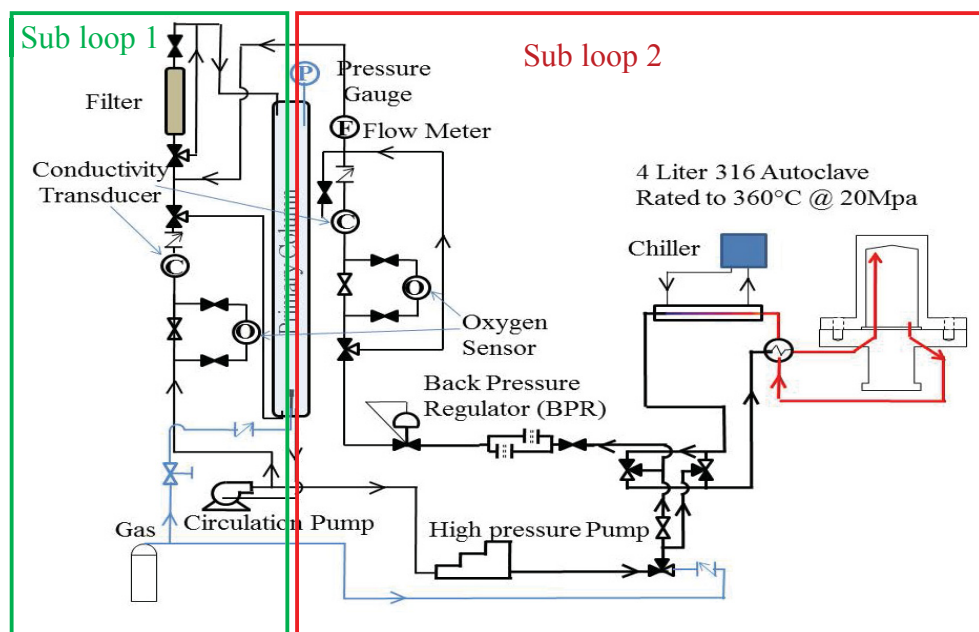 Sub loop 1
Sub loop 2
P
Pressure
Gauge
Filter
F
Flow Meter
Conductivity
Transducer
C
C
4 Liter 316 Autoclave
Rated to 360°C @ 20Mpa
Chiller
Primary Column
O
O
Oxygen
Sensor
Back Pressure
Regulator (BPR)
Circulation Pump
High pressure Pump
Gas